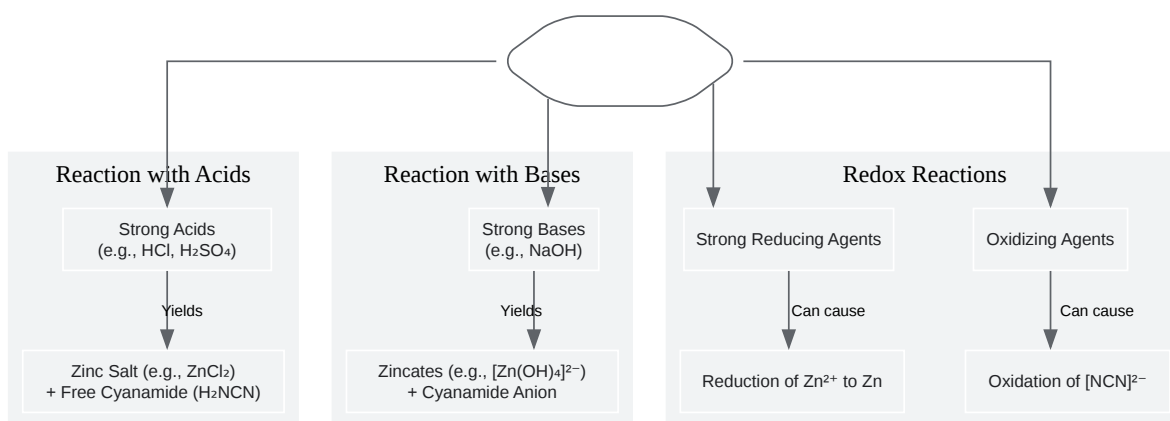 Reaction with Acids
Reaction with Bases
Redox Reactions
Strong Acids
(e.g., HCl, H₂SO₄)
Strong Bases
(e.g., NaOH)
Strong Reducing Agents
Oxidizing Agents
Yields
Yields
Can cause
Can cause
Zinc Salt (e.g., ZnCl₂)
+ Free Cyanamide (H₂NCN)
Zincates (e.g., [Zn(OH)₄]²⁻)
+ Cyanamide Anion
Reduction of Zn²⁺ to Zn
Oxidation of [NCN]²⁻